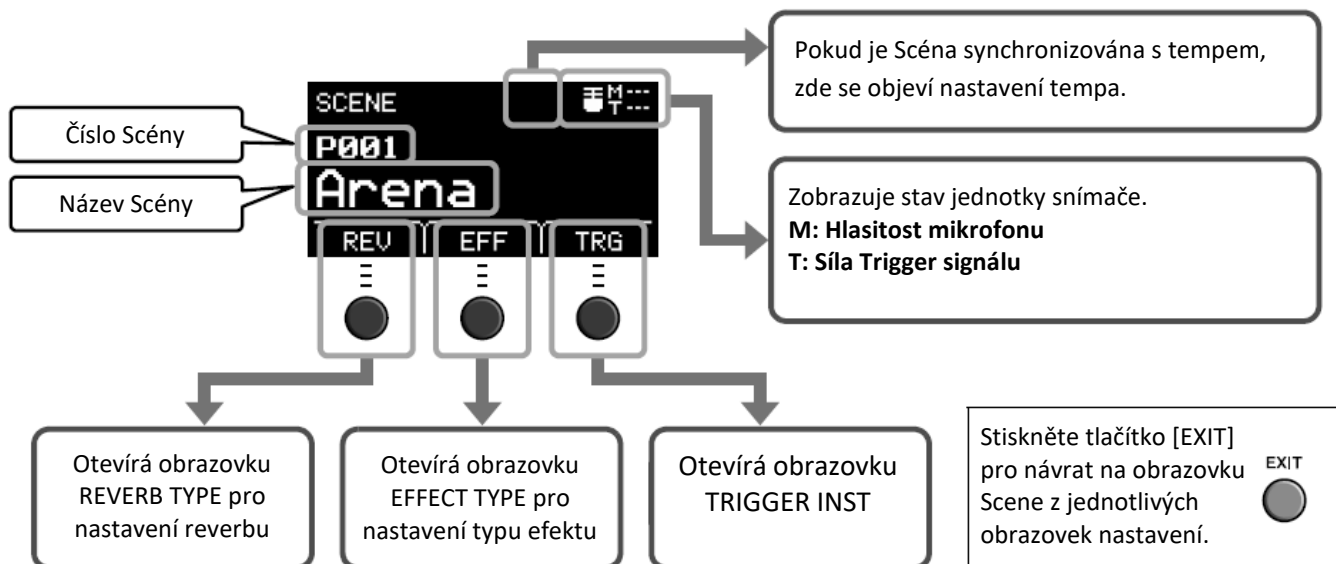 Pokud je Scéna synchronizována s tempem,
zde se objeví nastavení tempa.
SCENE
M---
T---
Číslo Scény
P001
Název Scény
Arena
Zobrazuje stav jednotky snímače.
M: Hlasitost mikrofonu
T: Síla Trigger signálu
REV EFF TRG
Otevírá obrazovku
REVERB TYPE pro
nastavení reverbu
Otevírá obrazovku
EFFECT TYPE pro
nastavení typu efektu
Otevírá obrazovku
TRIGGER INST
Stiskněte tlačítko [EXIT]
pro návrat na obrazovku
Scene z jednotlivých
obrazovek nastavení.
EXIT